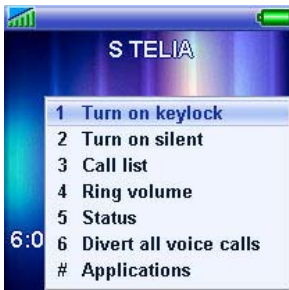 S TELIA
1 Turn on keylock
2 Turn on silent
3 Call list
4 Ring volume
5 Status
6:0
6 Divert all voice calls
# Applications